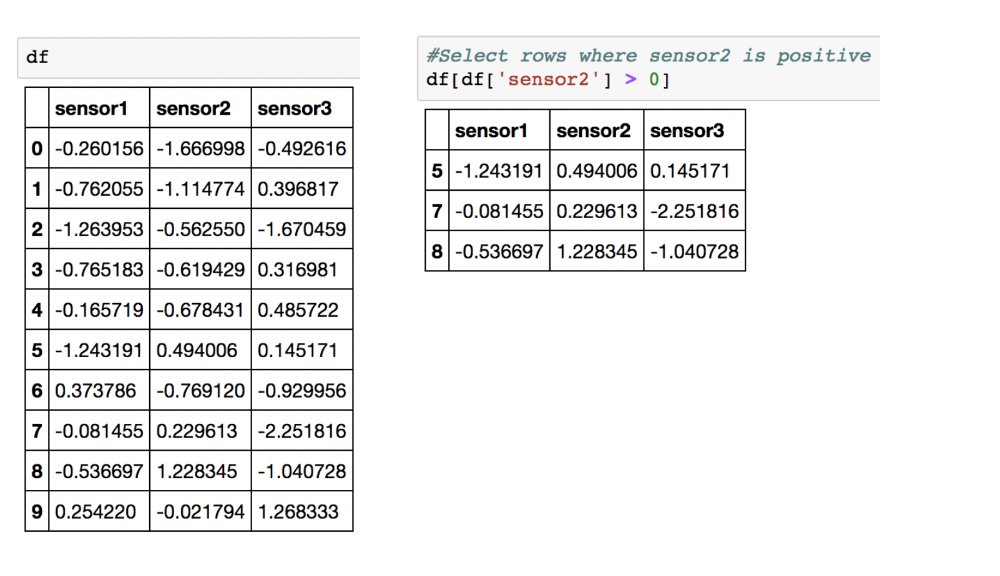 df
sensor1 sensor2 sensor3
0 -0.260156 -1.666998 -0.492616
1 -0.762055 -1.114774 0.396817
2 -1.263953 -0.562550 -1.670459
3 -0.765183 -0.619429 0.316981
4 -0.165719 -0.678431 0.485722
5 -1.243191 0.494006 0.145171
6 0.373786 -0.769120 -0.929956
7 -0.081455 0.229613 -2.251816
8 -0.536697 1.228345 -1.040728
9 0.254220 -0.021794 1.268333
#Select rows where sensor2 is positive
df[df['sensor2'] > 0]
sensor1 sensor2 sensor3
5 -1.243191 0.494006 0.145171
7 -0.081455 0.229613 -2.251816
8 -0.536697 1.228345 -1.040728